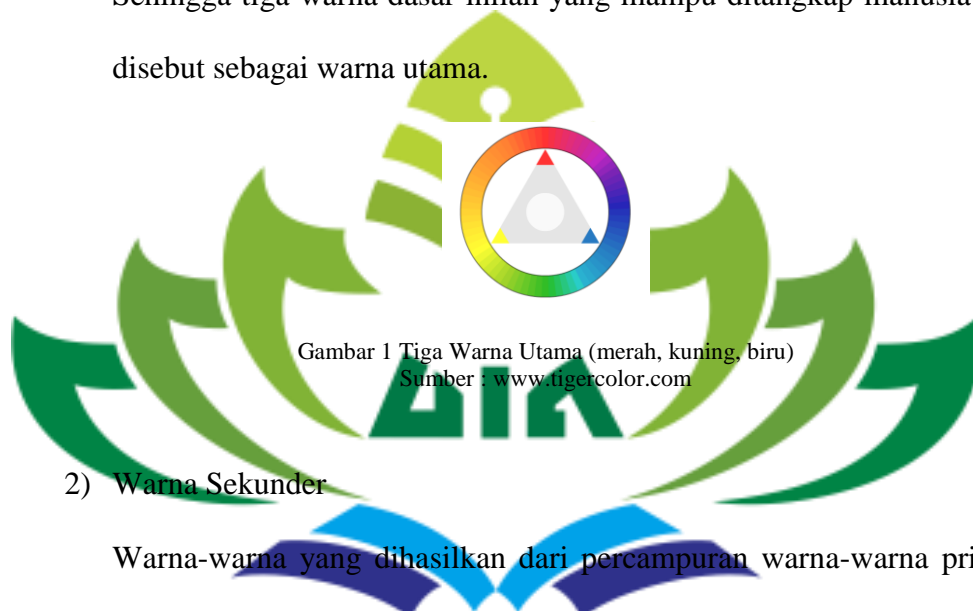 disebut sebagai warna utama.
Gambar 1 Tiga Warna Utama (merah, kuning, biru)
Sumber : www.tigercolor.com
2) Warna Sekunder
Warna-warna yang dihasilkan dari percampuran warna-warna pri